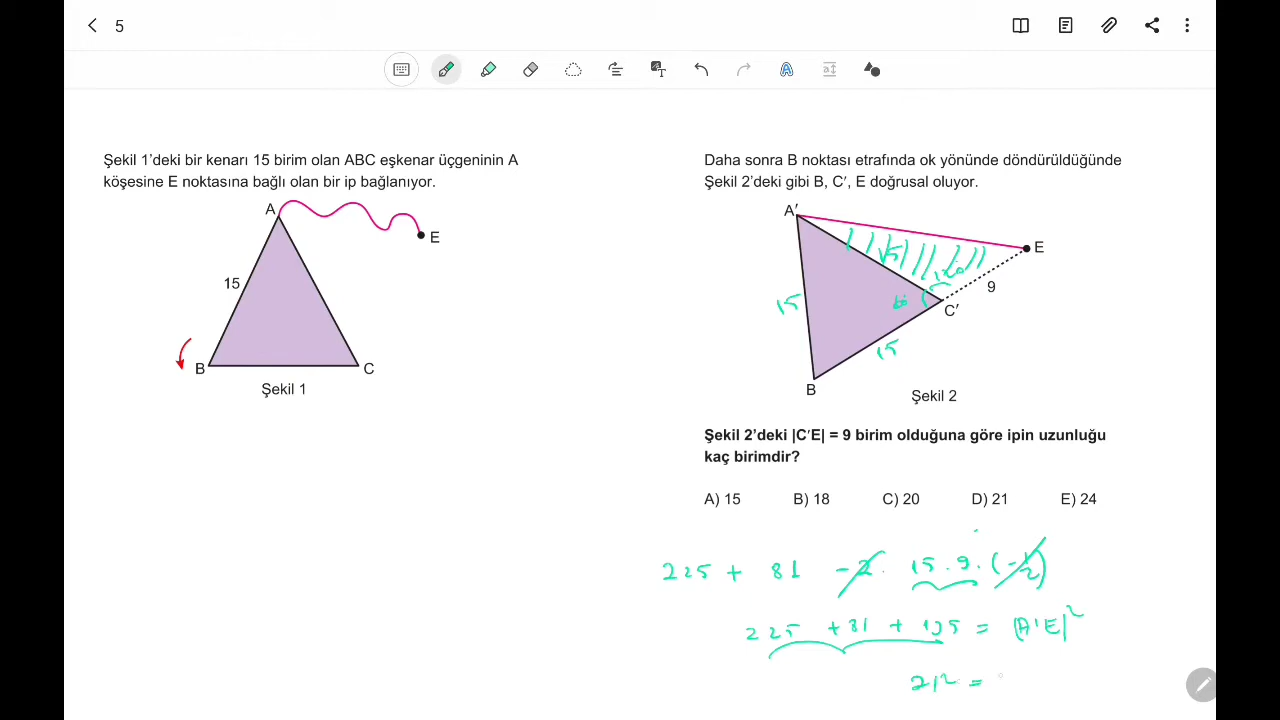 5
Şekil 1'deki bir kenarı 15 birim olan ABC eşkenar üçgeninin A
köşesine E noktasına bağlı olan bir ip bağlanıyor.
A
E
15
B
C
Şekil 1
Daha sonra B noktası etrafında ok yönünde döndürüldüğünde
Şekil 2'deki gibi B, C', E doğrusal oluyor.
A'
E
15
120
9
60
C'
15
15
B
Şekil 2
Şekil 2'deki |C'E| = 9 birim olduğuna göre ipin uzunluğu
kaç birimdir?
A) 15 B) 18 C) 20 D) 21 E) 24
225 + 81 - 2 . 15 . 9 . (-1/2)
225 + 81 + 135 = |A'E|²
21² =